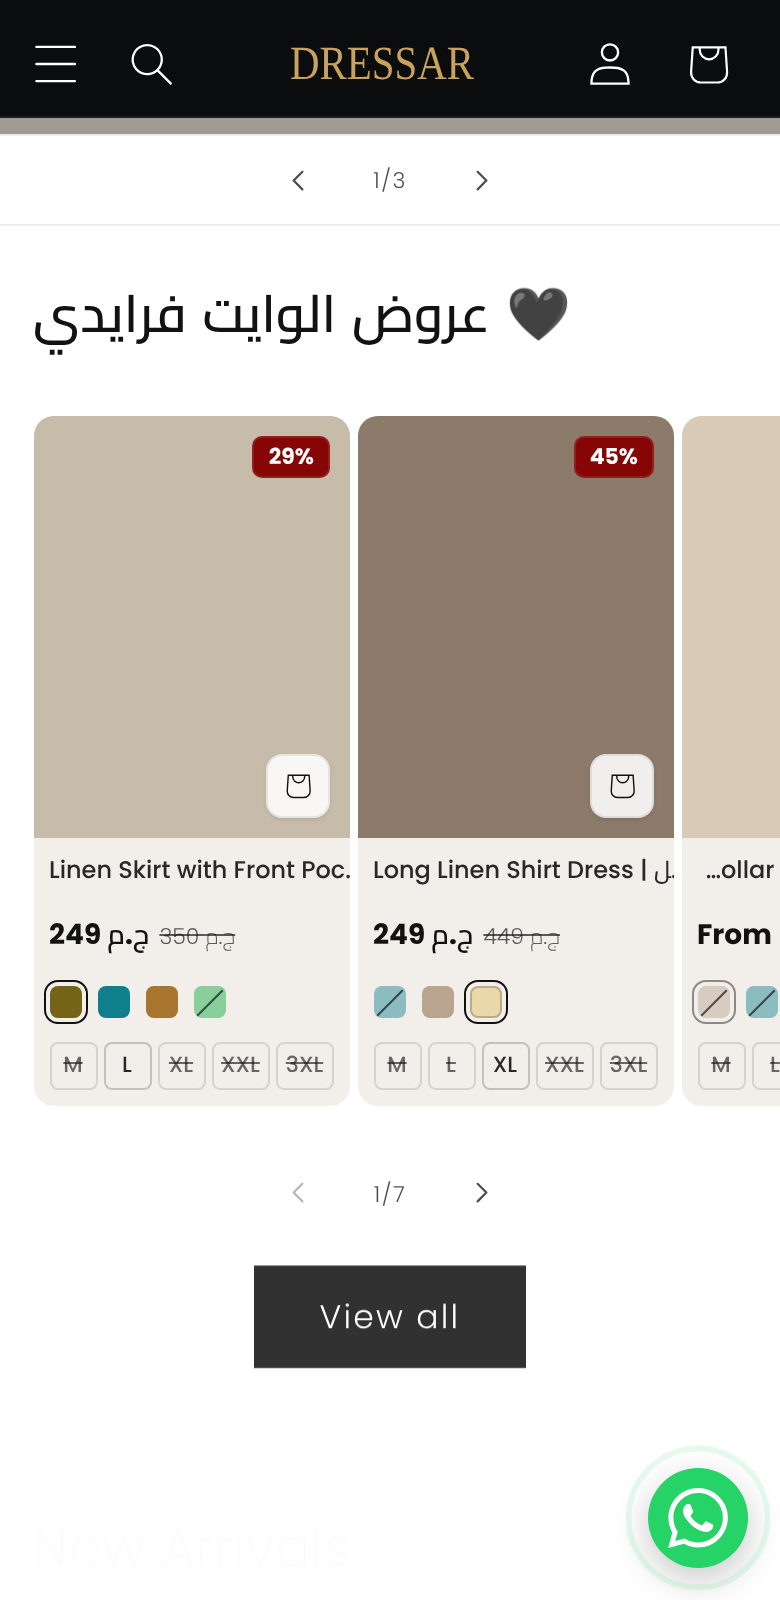 DRESSAR
1/3
عروض الوايت فرايدي 🖤
29%
45%
Linen Skirt with Front Poc.
Long Linen Shirt Dress | ل.
...ollar
249 ج.م 350 ج.م
249 ج.م 449 ج.م
From
M L XL XXL 3XL
M L XL XXL 3XL
M L
1/7
View all
New Arrivals